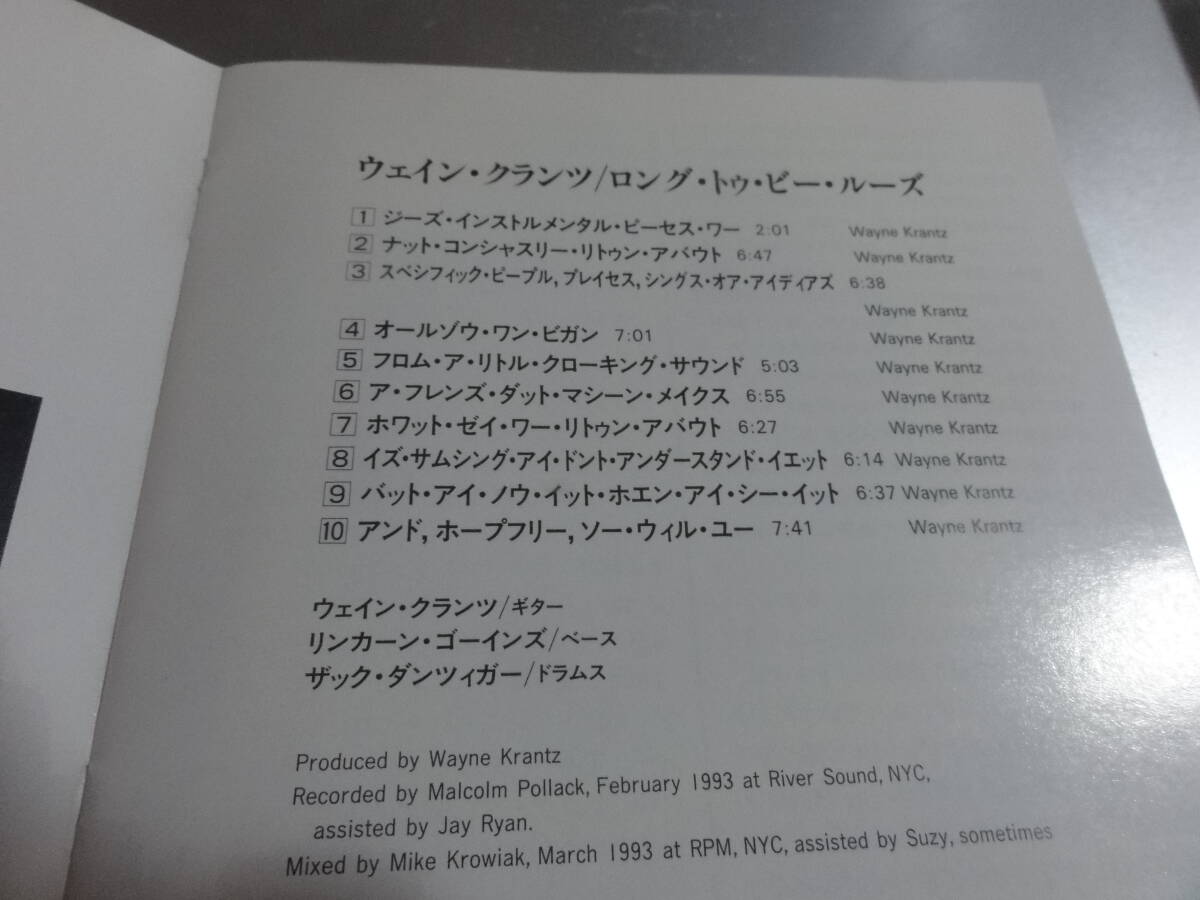 ウェイン・クランツ/ロング・トゥ・ビー・ルーズ
1 ジーズ・インストルメンタル・ピーセス・ワー 2:01 Wayne Krantz
2 ナット・コンシャスリー・リトゥン・アバウト 6:47 Wayne Krantz
3 スペシフィック・ピープル, プレイセス, シングス・オア・アイディアズ 6:38
Wayne Krantz
4 オールゾウ・ワン・ビガン 7:01 Wayne Krantz
5 フロム・ア・リトル・クローキング・サウンド 5:03 Wayne Krantz
6 ア・フレンズ・ダット・マシーン・メイクス 6:55 Wayne Krantz
7 ホワット・ゼイ・ワー・リトゥン・アバウト 6:27 Wayne Krantz
8 イズ・サムシング・アイ・ドント・アンダースタンド・イエット 6:14 Wayne Krantz
9 バット・アイ・ノウ・イット・ホエン・アイ・シー・イット 6:37 Wayne Krantz
10 アンド, ホープフリー, ソー・ウィル・ユー 7:41 Wayne Krantz
ウェイン・クランツ/ギター
リンカーン・ゴーインズ/ベース
ザック・ダンツィガー/ドラムス
Produced by Wayne Krantz
Recorded by Malcolm Pollack, February 1993 at River Sound, NYC,
assisted by Jay Ryan.
Mixed by Mike Krowiak, March 1993 at RPM, NYC, assisted by Suzy, sometimes